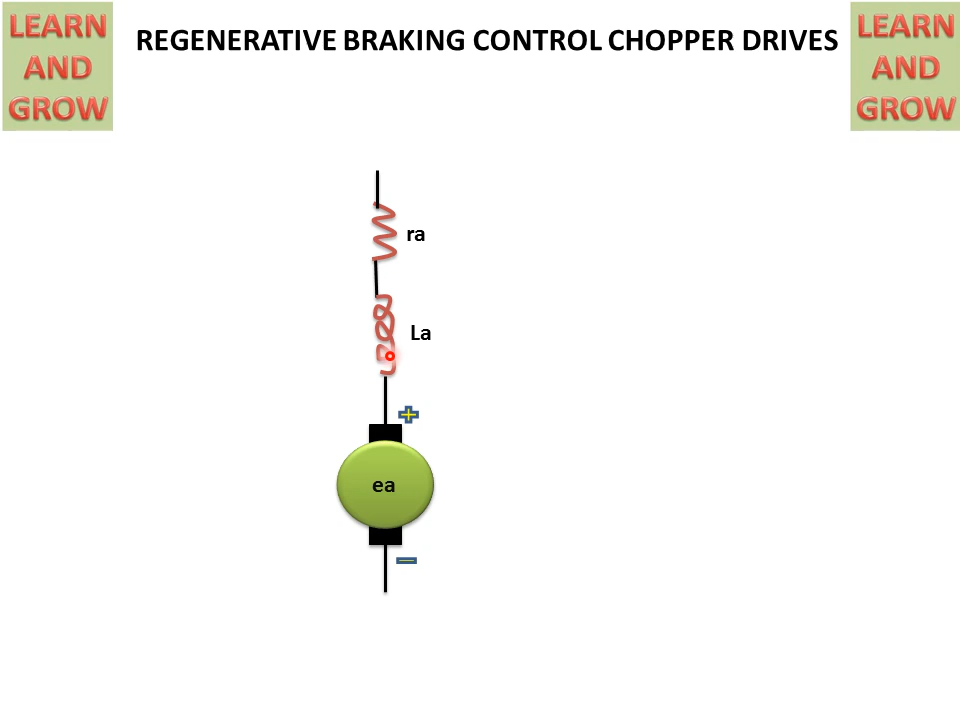 LEARN
AND
GROW
REGENERATIVE BRAKING CONTROL CHOPPER DRIVES
LEARN
AND
GROW
ra
La
+
ea
−